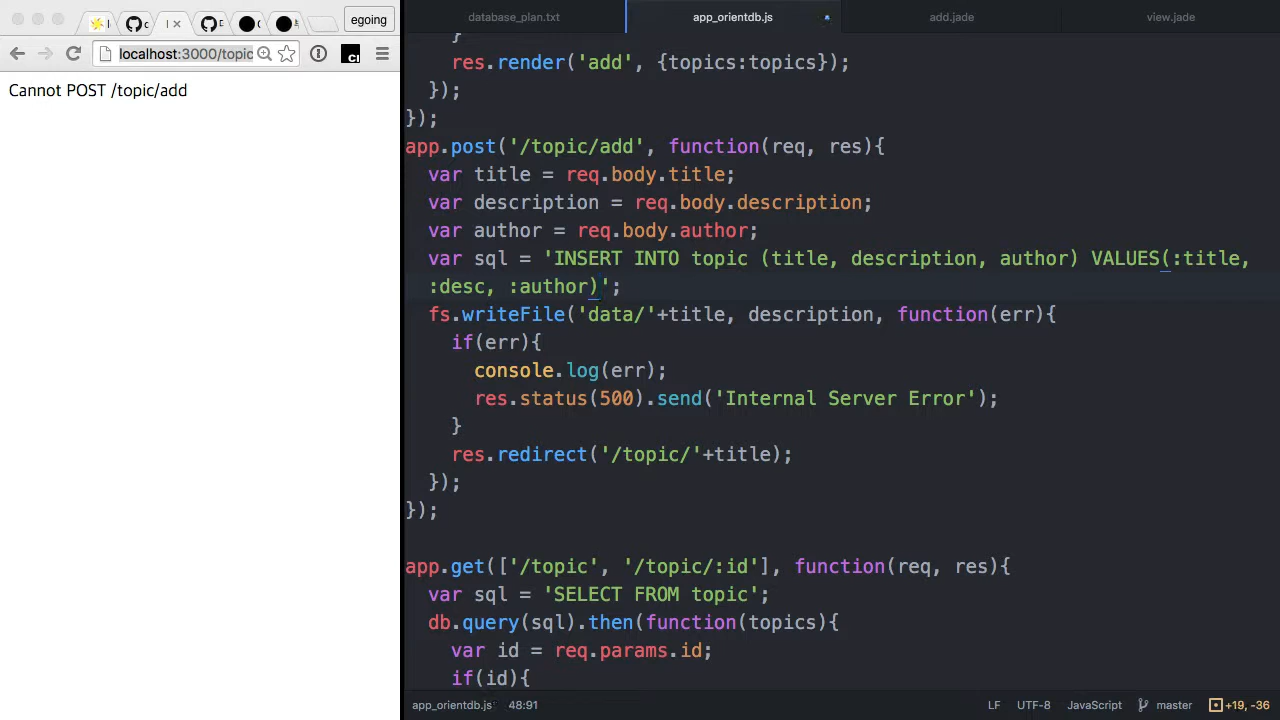 egoing
localhost:3000/topic
Cannot POST /topic/add
database_plan.txt
app_orientdb.js
add.jade
view.jade
}
res.render('add', {topics:topics});
});
});
app.post('/topic/add', function(req, res){
var title = req.body.title;
var description = req.body.description;
var author = req.body.author;
var sql = 'INSERT INTO topic (title, description, author) VALUES(:title,
:desc, :author)';
fs.writeFile('data/'+title, description, function(err){
if(err){
console.log(err);
res.status(500).send('Internal Server Error');
}
res.redirect('/topic/'+title);
});
});
app.get(['/topic', '/topic/:id'], function(req, res){
var sql = 'SELECT FROM topic';
db.query(sql).then(function(topics){
var id = req.params.id;
if(id){
app_orientdb.js
48:91
LF
UTF-8
JavaScript
master
+19, -36